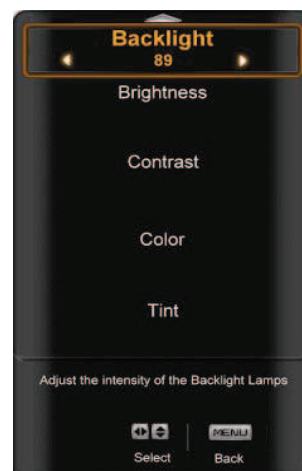 Backlight
89
Brightness
Contrast
Color
Tint
Adjust the intensity of the Backlight Lamps
MENU
Select
Back